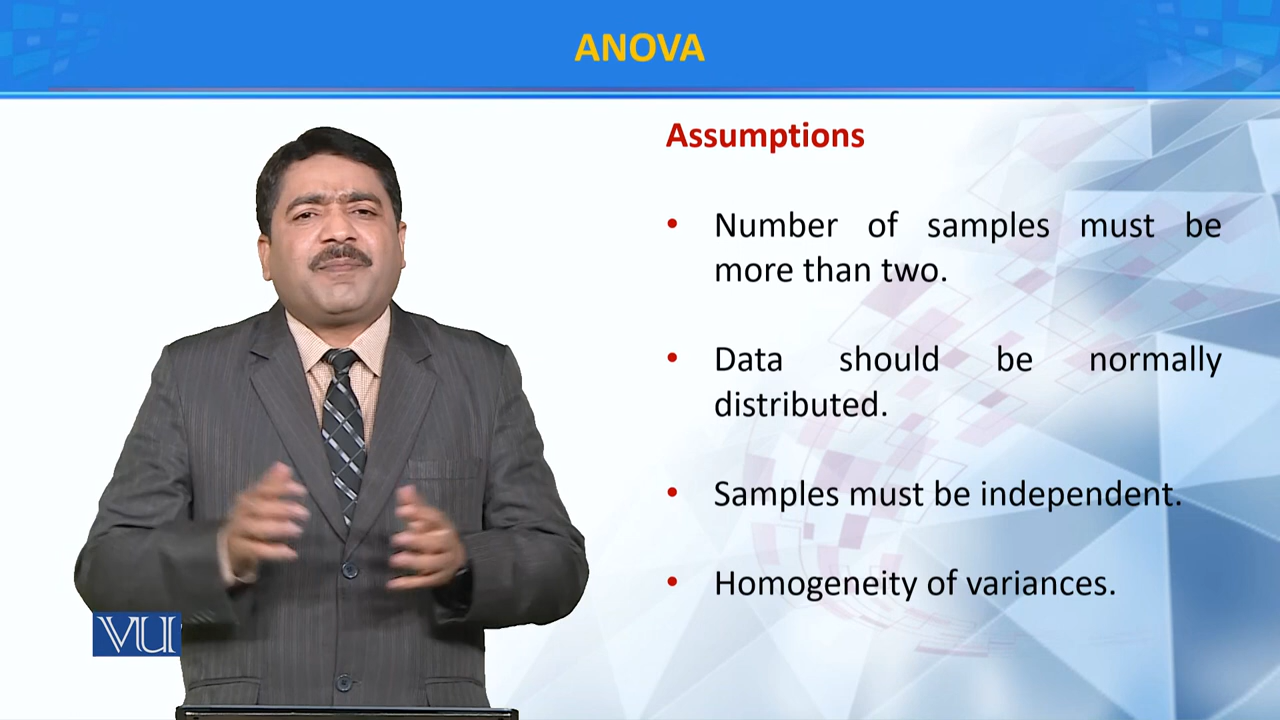 ANOVA
Assumptions
• Number of samples must be
more than two.
• Data should be normally
distributed.
• Samples must be independent.
• Homogeneity of variances.
VU